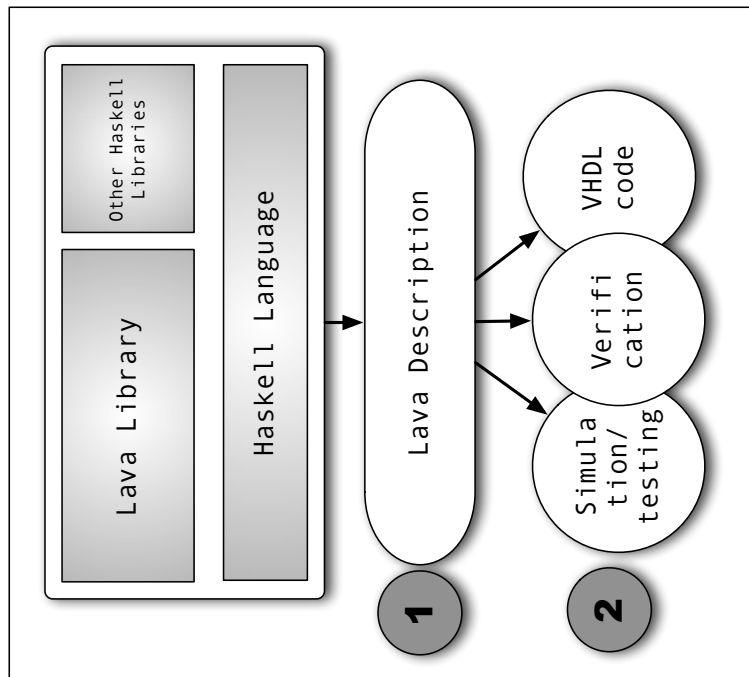 Lava Library
Other Haskell
Libraries
Haskell Language
1
Lava Description
2
Simula
tion/
testing
Verifi
cation
VHDL
code